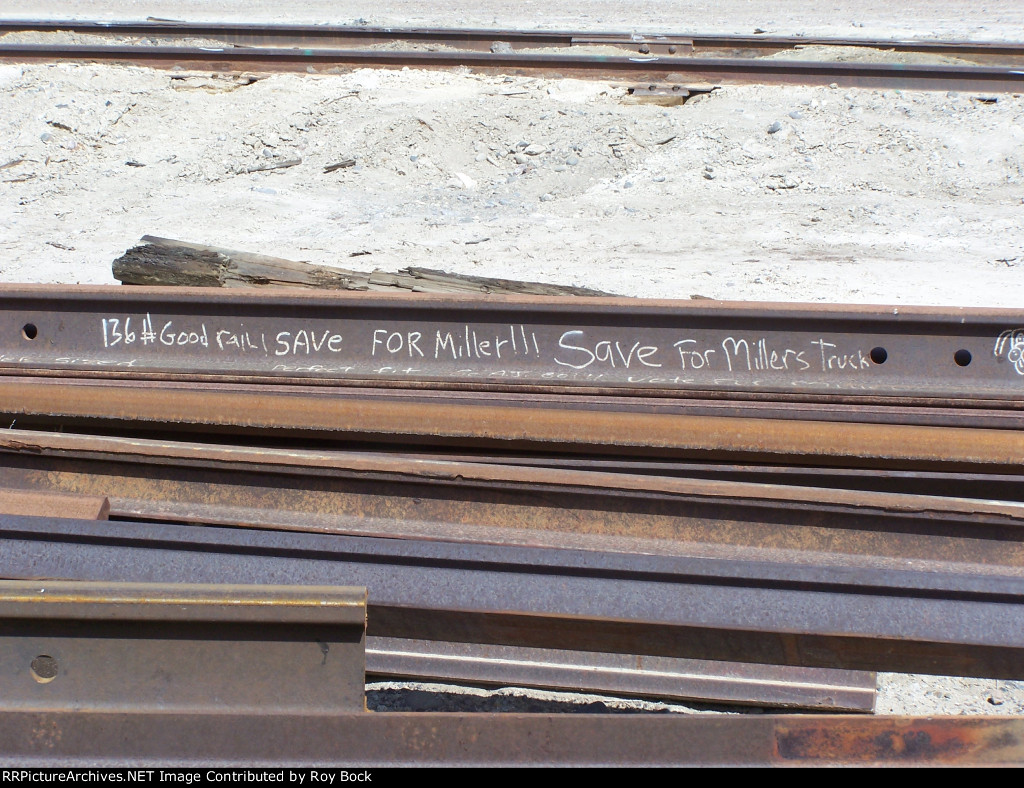 136# Good rail! SAVE FOR Miller!!! Save For Millers Truck
RRPictureArchives.NET Image Contributed by Roy Bock